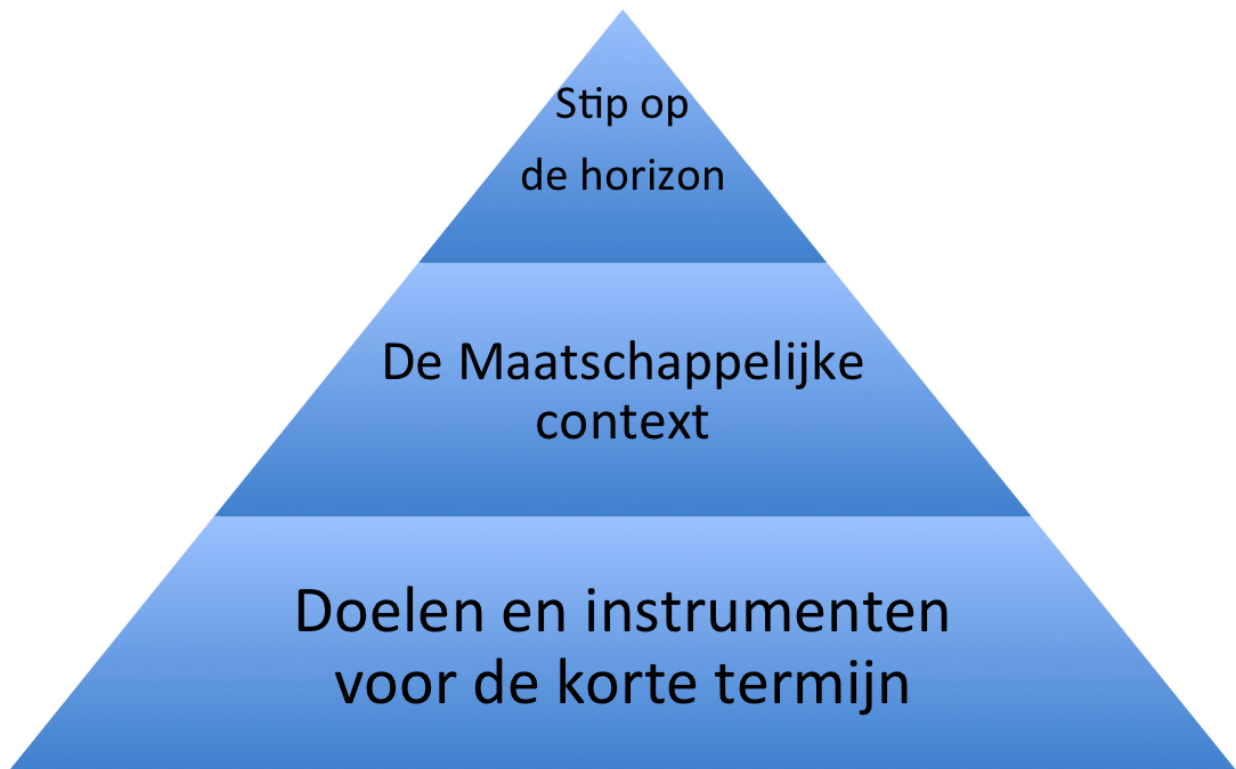 Stip op
de horizon
De Maatschappelijke
context
Doelen en instrumenten
voor de korte termijn